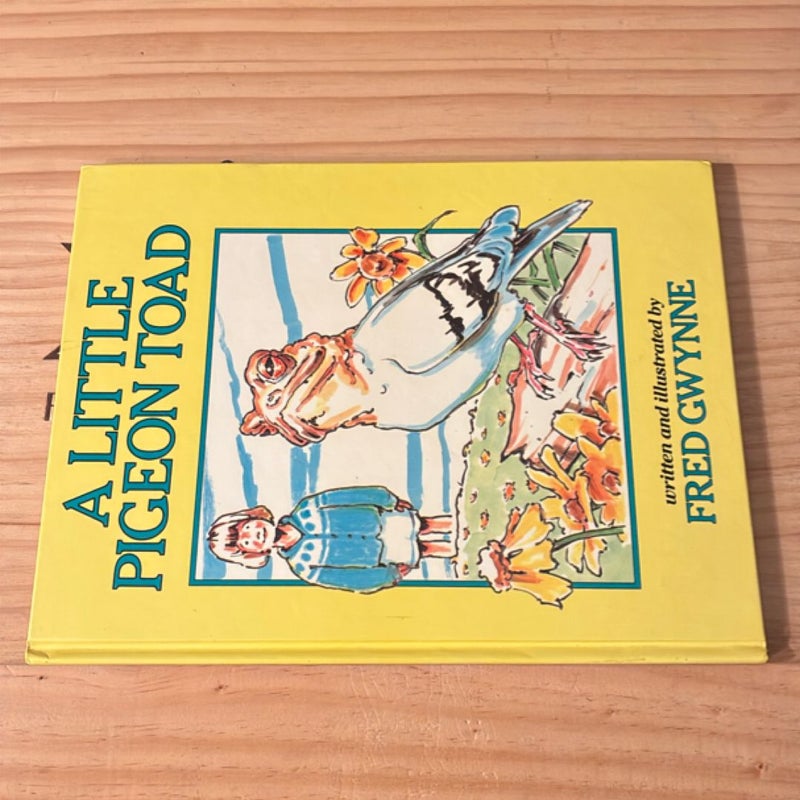 A LITTLE
PIGEON TOAD
written and illustrated by
FRED GWYNNE